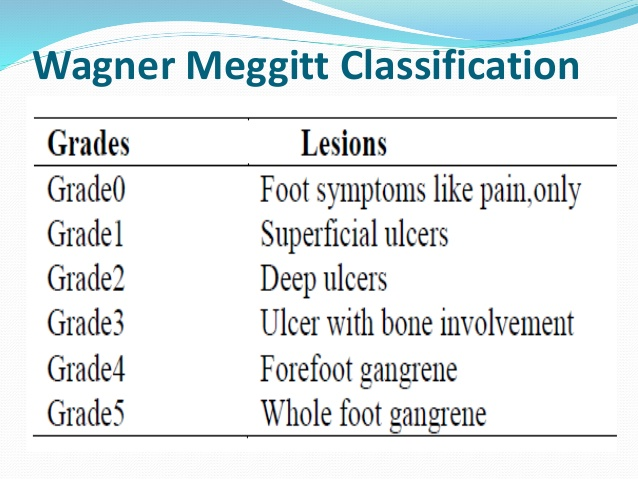 Wagner Meggitt Classification
Grades Lesions
Grade0 Foot symptoms like pain,only
Grade1 Superficial ulcers
Grade2 Deep ulcers
Grade3 Ulcer with bone involvement
Grade4 Forefoot gangrene
Grade5 Whole foot gangrene